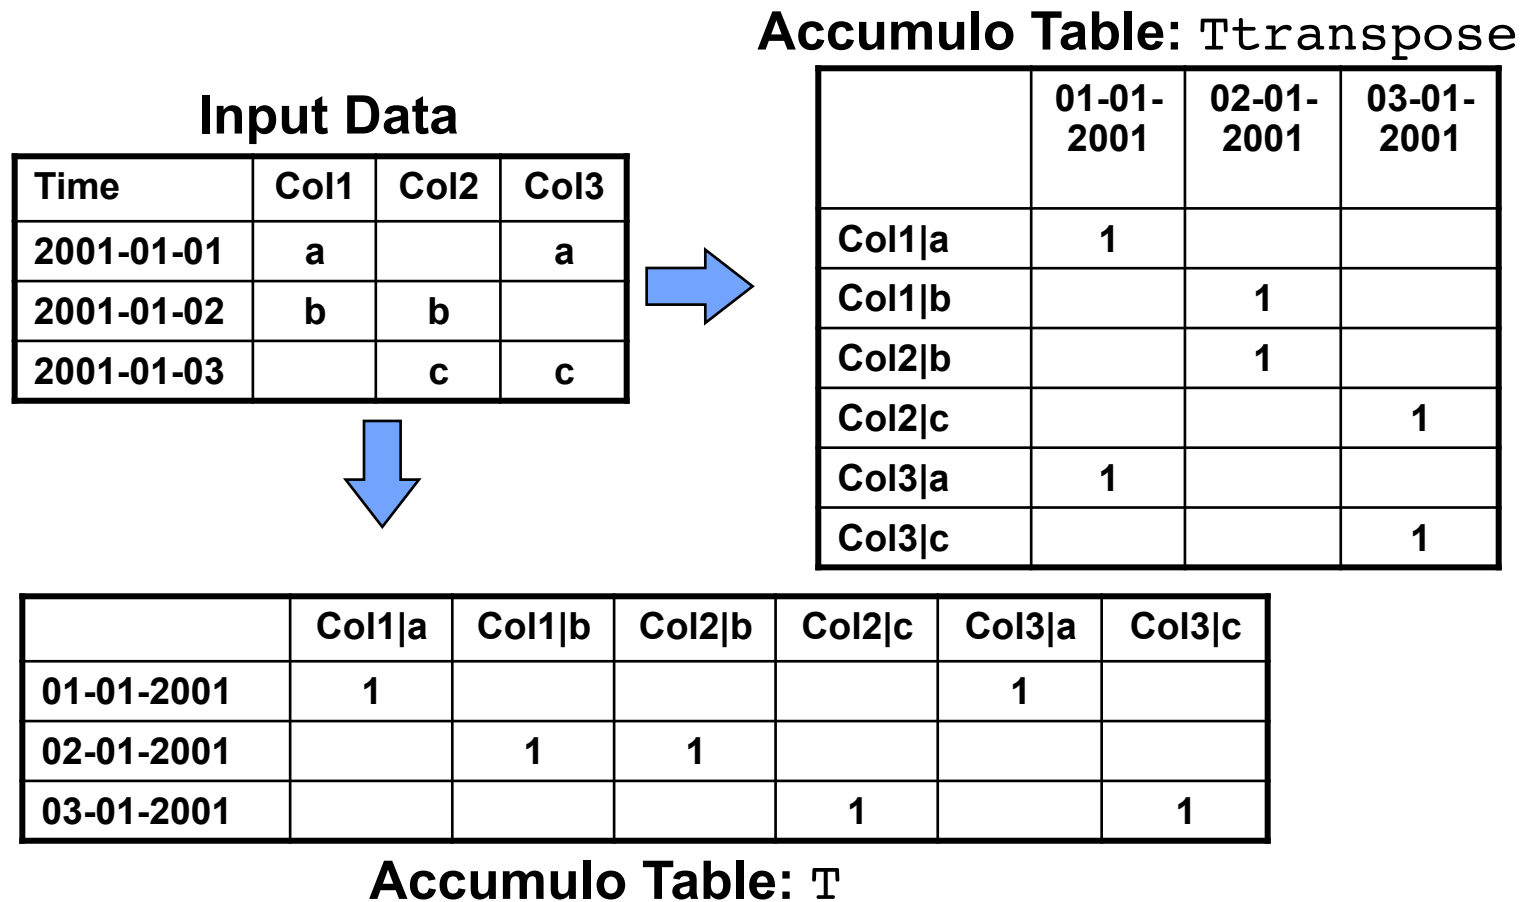 Accumulo Table: Ttranspose
Input Data
Time Col1 Col2 Col3
2001-01-01 a a
2001-01-02 b b
2001-01-03 c c
01-01- 02-01- 03-01-
2001 2001 2001
Col1|a 1
Col1|b 1
Col2|b 1
Col2|c 1
Col3|a 1
Col3|c 1
Col1|a Col1|b Col2|b Col2|c Col3|a Col3|c
01-01-2001 1 1
02-01-2001 1 1
03-01-2001 1 1
Accumulo Table: T